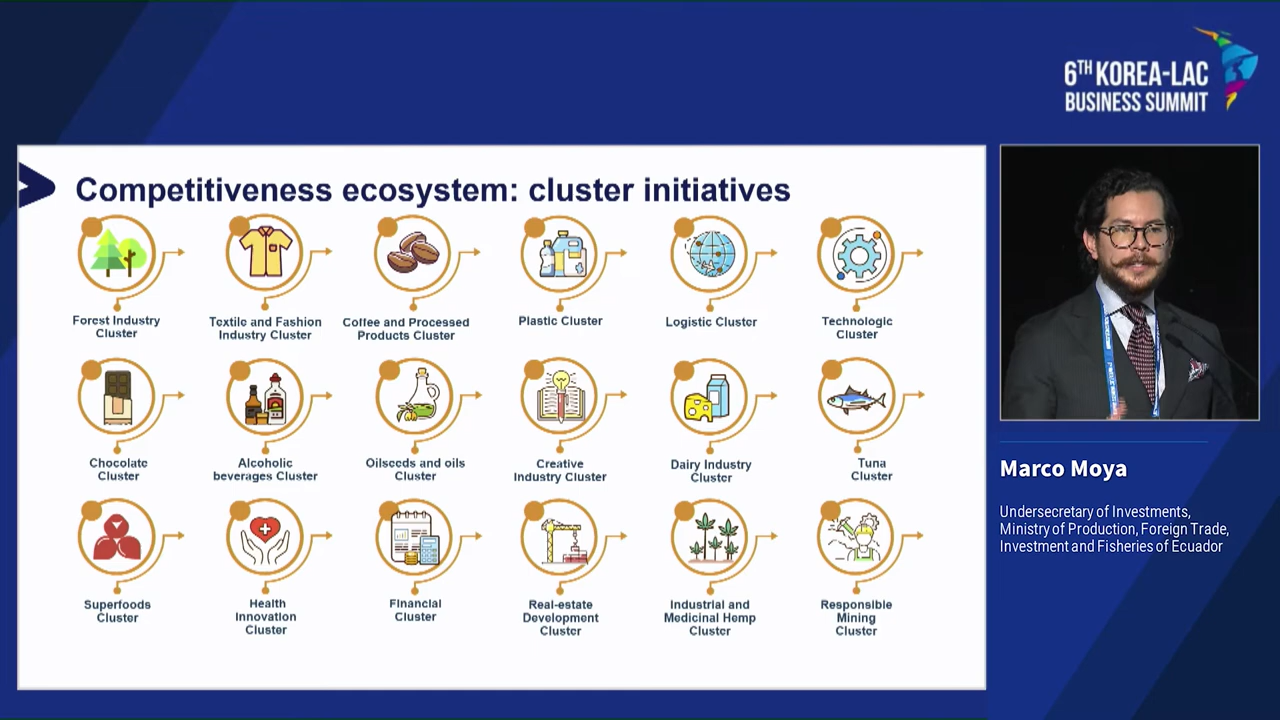 6TH KOREA-LAC
BUSINESS SUMMIT
Competitiveness ecosystem: cluster initiatives
Forest Industry
Cluster
Textile and Fashion
Industry Cluster
Coffee and Processed
Products Cluster
Plastic Cluster
Logistic Cluster
Technologic
Cluster
Chocolate
Cluster
Alcoholic
beverages Cluster
Oilseeds and oils
Cluster
Creative
Industry Cluster
Dairy Industry
Cluster
Tuna
Cluster
Superfoods
Cluster
Health
Innovation
Cluster
Financial
Cluster
Real-estate
Development
Cluster
Industrial and
Medicinal Hemp
Cluster
Responsible
Mining
Cluster
Marco Moya
Undersecretary of Investments,
Ministry of Production, Foreign Trade,
Investment and Fisheries of Ecuador